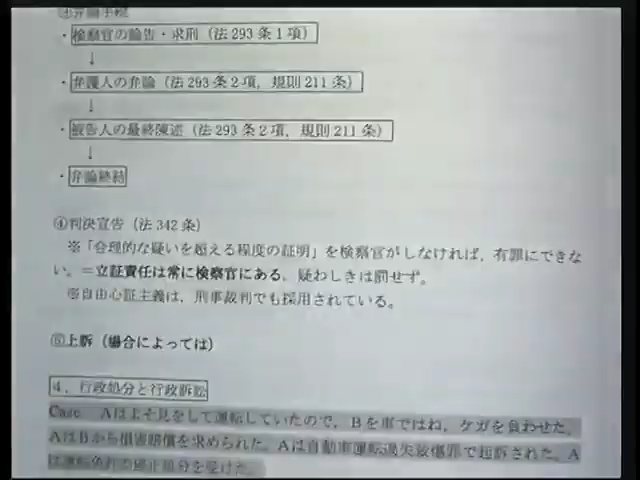 ③弁論手続
・検察官の論告・求刑（法293条1項）
↓
・弁護人の弁論（法293条2項，規則211条）
↓
・被告人の最終陳述（法293条2項，規則211条）
↓
・弁論終結
④判決宣告（法342条）
※「合理的な疑いを超える程度の証明」を検察官がしなければ，有罪にできな
い。＝立証責任は常に検察官にある。疑わしきは罰せず。
※自由心証主義は，刑事裁判でも採用されている。
⑤上訴（場合によっては）
4．行政処分と行政訴訟
Case　Aはよそ見をして運転していたので，Bを車ではね，ケガを負わせた。
AはBから損害賠償を求められた。Aは自動車運転過失致傷罪で起訴された。A
は運転免許の停止処分を受けた。